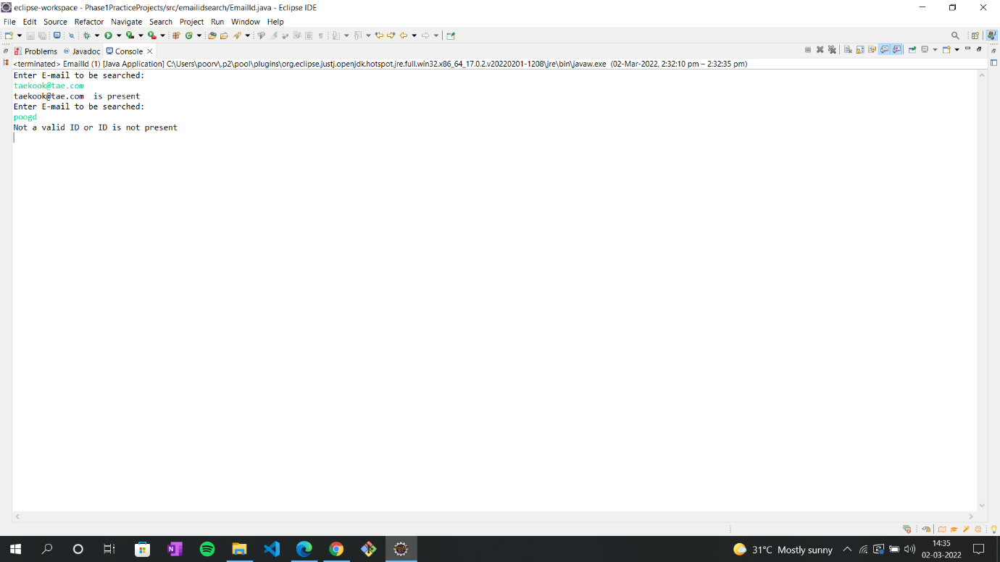 eclipse-workspace - Phase1PracticeProjects/src/emailidsearch/EmailId.java - Eclipse IDE
File Edit Source Refactor Navigate Search Project Run Window Help
Problems @ Javadoc Console
<terminated> EmailId (1) [Java Application] C:\Users\poorv\.p2\pool\plugins\org.eclipse.justj.openjdk.hotspot.jre.full.win32.x86_64_17.0.2.v20220201-1208\jre\bin\javaw.exe (02-Mar-2022, 2:32:10 pm – 2:32:35 pm)
Enter E-mail to be searched:
taekook@tae.com
taekook@tae.com  is present
Enter E-mail to be searched:
poogd
Not a valid ID or ID is not present
31°C Mostly sunny
14:35
02-03-2022